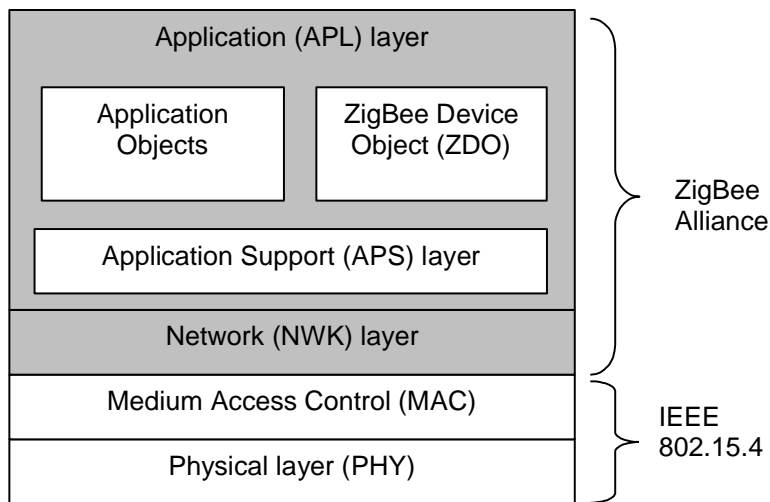 Application (APL) layer
Application
Objects
ZigBee Device
Object (ZDO)
Application Support (APS) layer
Network (NWK) layer
Medium Access Control (MAC)
Physical layer (PHY)
ZigBee
Alliance
IEEE
802.15.4